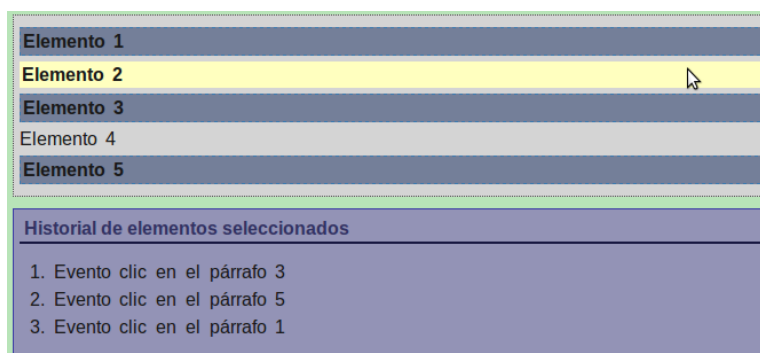 Elemento 1
Elemento 2
Elemento 3
Elemento 4
Elemento 5
Historial de elementos seleccionados
1. Evento clic en el párrafo 3
2. Evento clic en el párrafo 5
3. Evento clic en el párrafo 1